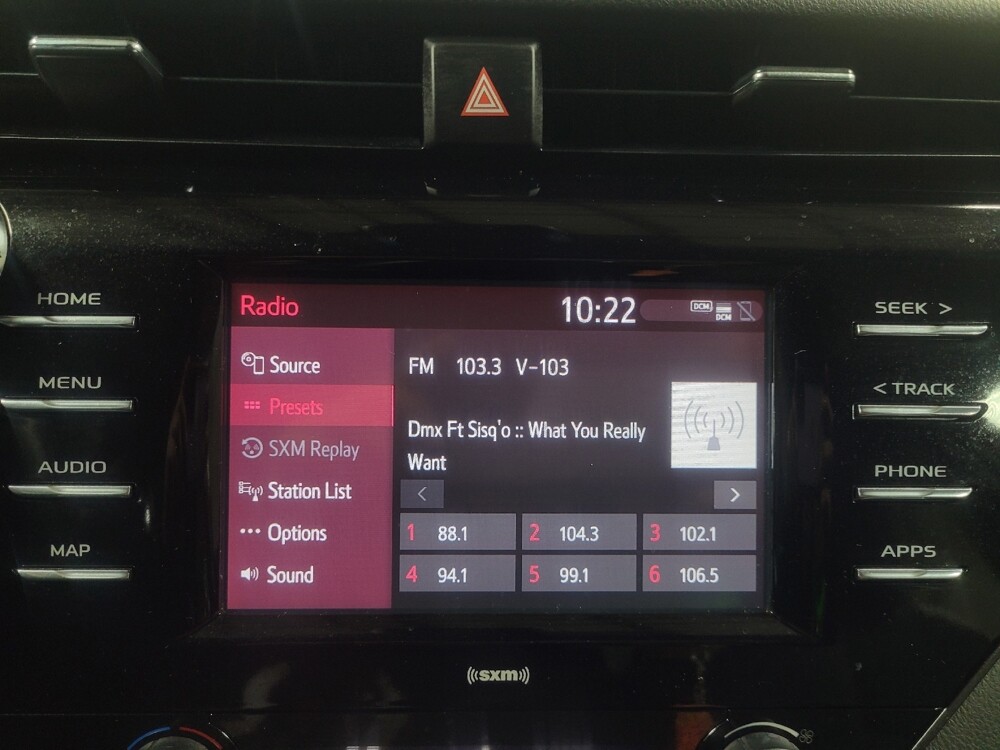 HOME
MENU
AUDIO
MAP
Radio 10:22 DCM DCM
Source
Presets
SXM Replay
Station List
Options
Sound
FM 103.3 V-103
Dmx Ft Sisq'o :: What You Really
Want
< >
1 88.1 2 104.3 3 102.1
4 94.1 5 99.1 6 106.5
SEEK >
< TRACK
PHONE
APPS
((sxm))